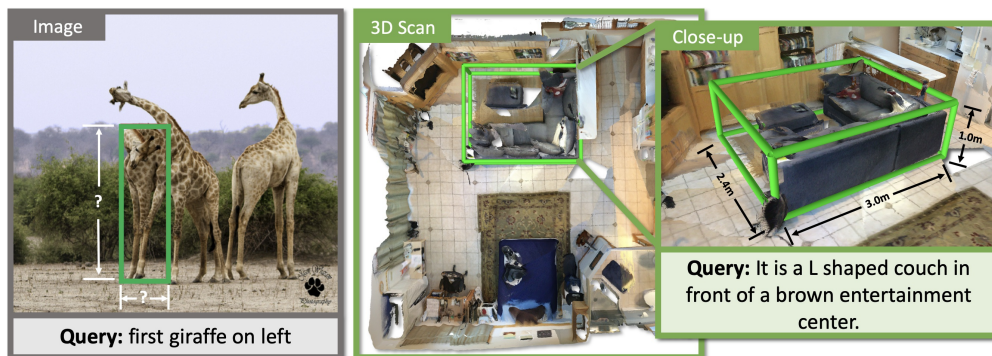 Image
?
?
Query: first giraffe on left
3D Scan
Close-up
1.0m
2.4m
3.0m
Query: It is a L shaped couch in
front of a brown entertainment
center.